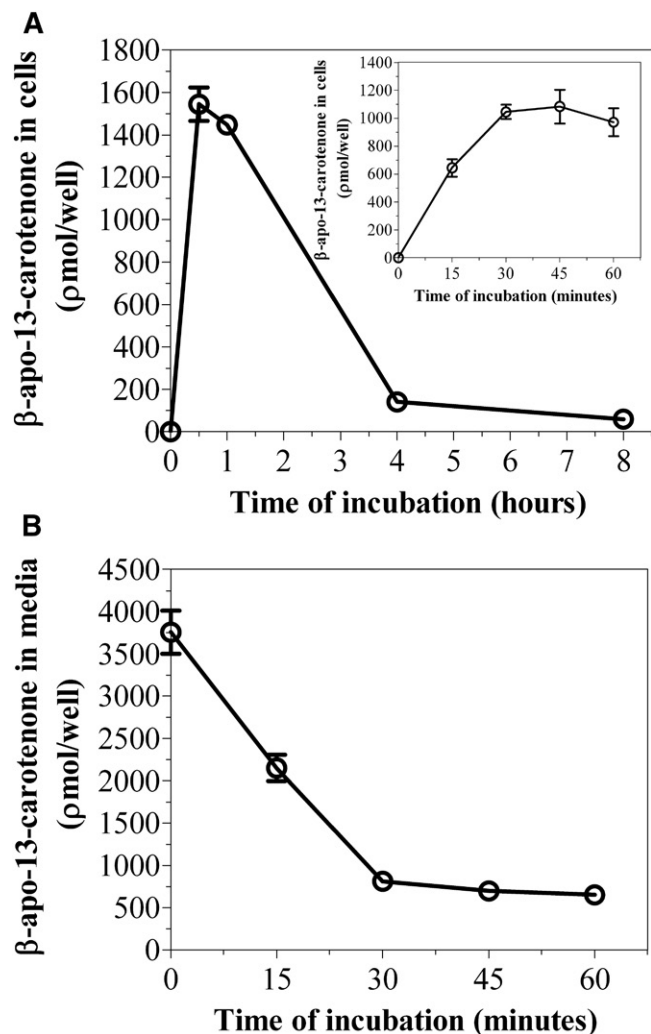 A
β-apo-13-carotenone in cells
(ρmol/well)
1800
1600
1400
1200
1000
800
600
400
200
0
0 1 2 3 4 5 6 7 8
Time of incubation (hours)
β-apo-13-carotenone in cells
(ρmol/well)
1400
1200
1000
800
600
400
200
0
0 15 30 45 60
Time of incubation (minutes)
B
β-apo-13-carotenone in media
(ρmol/well)
4500
4000
3500
3000
2500
2000
1500
1000
500
0
0 15 30 45 60
Time of incubation (minutes)